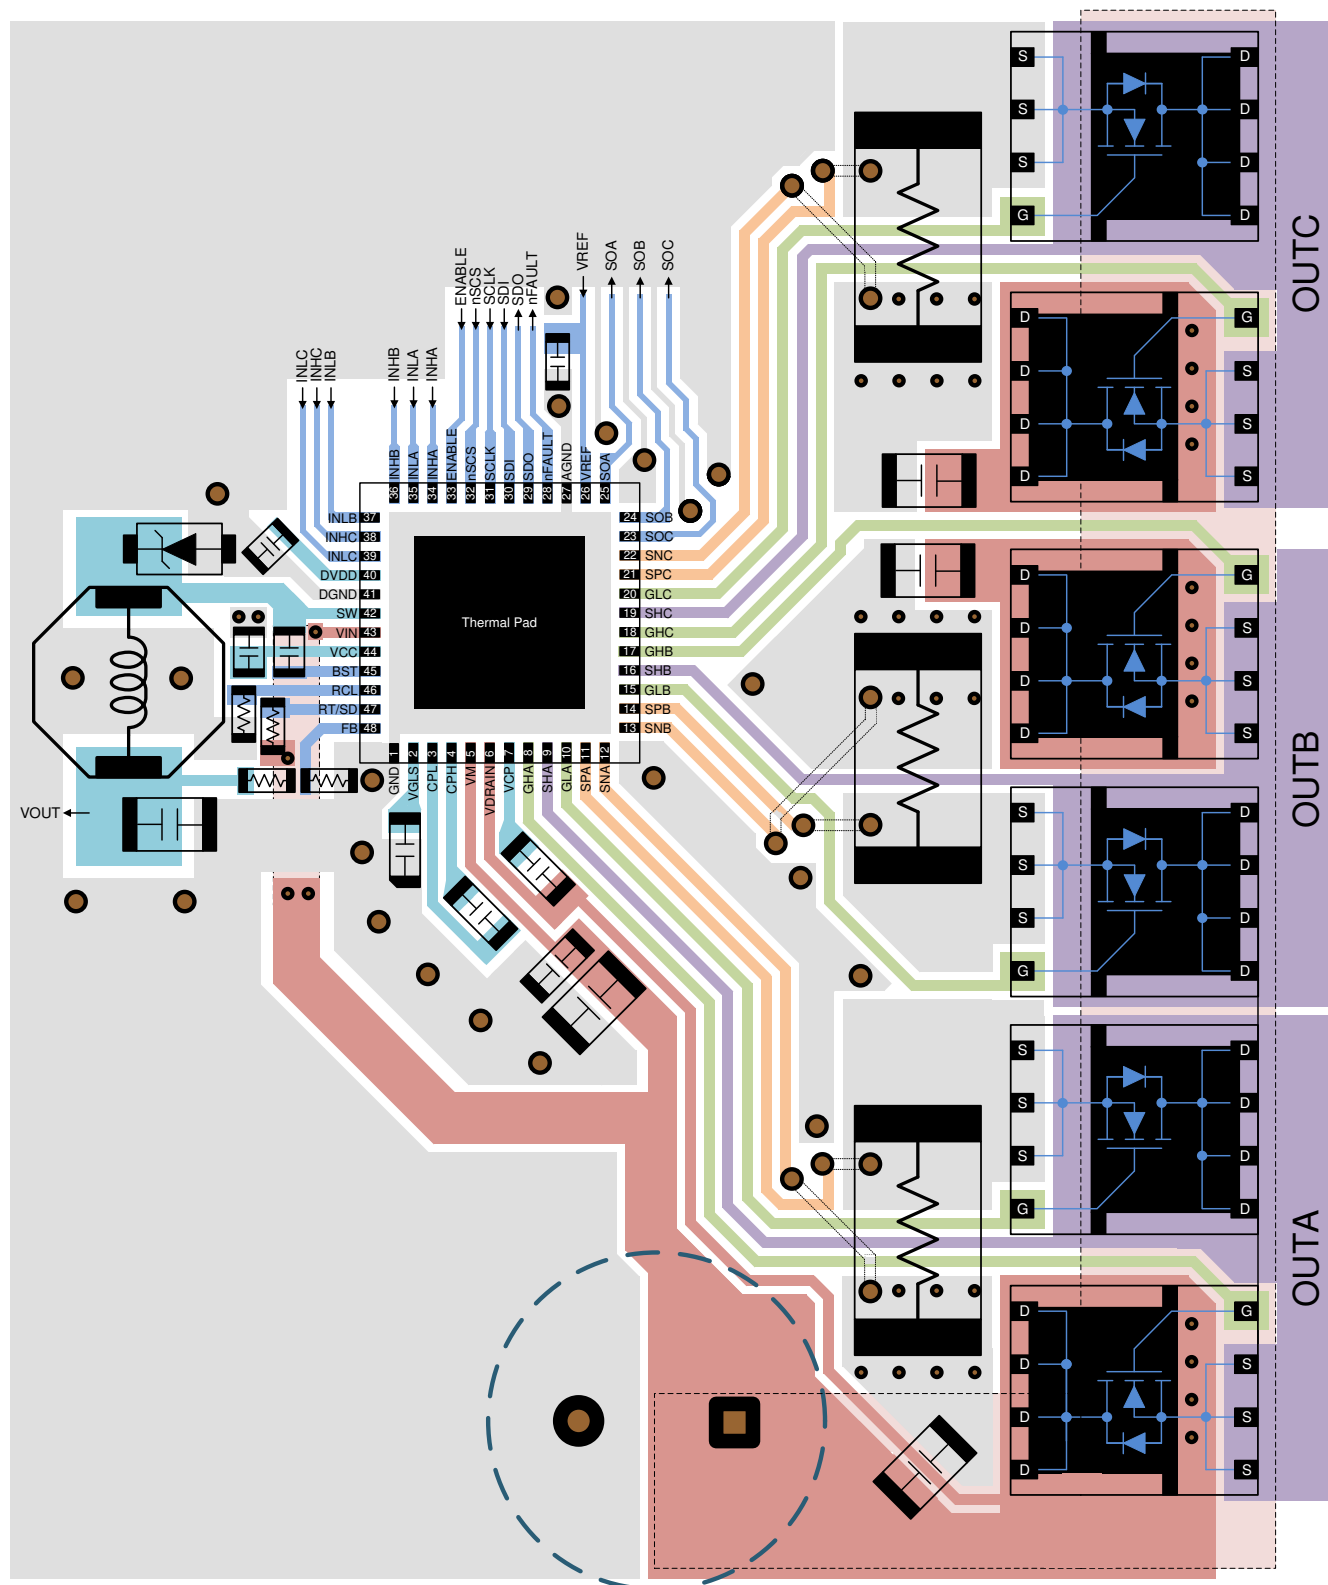 S
S
S
G
D
D
D
D
OUTC
D
D
D
D
G
S
S
S
INLC
INHC
INLB
INHB
INLA
INHA
ENABLE
nSCS
SCLK
SDI
SDO
nFAULT
VREF
SOA
SOB
SOC
INHB
INLA
INHA
ENABLE
nSCS
SCLK
SDI
SDO
nFAULT
AGND
VREF
SOA
36
35
34
33
32
31
30
29
28
27
26
25
INLB 37
INHC 38
INLC 39
DVDD 40
DGND 41
SW 42
VIN 43
VCC 44
BST 45
RCL 46
RT/SD 47
FB 48
Thermal Pad
24 SOB
23 SOC
22 SNC
21 SPC
20 GLC
19 SHC
18 GHC
17 GHB
16 SHB
15 GLB
14 SPB
13 SNB
1
2
3
4
5
6
7
8
9
10
11
12
GND
VGLS
CPL
CPH
VM
VDRAIN
VCP
GHA
SHA
GLA
SPA
SNA
VOUT
D
D
D
D
G
S
S
S
OUTB
S
S
S
G
D
D
D
D
S
S
S
G
D
D
D
D
OUTA
D
D
D
D
G
S
S
S